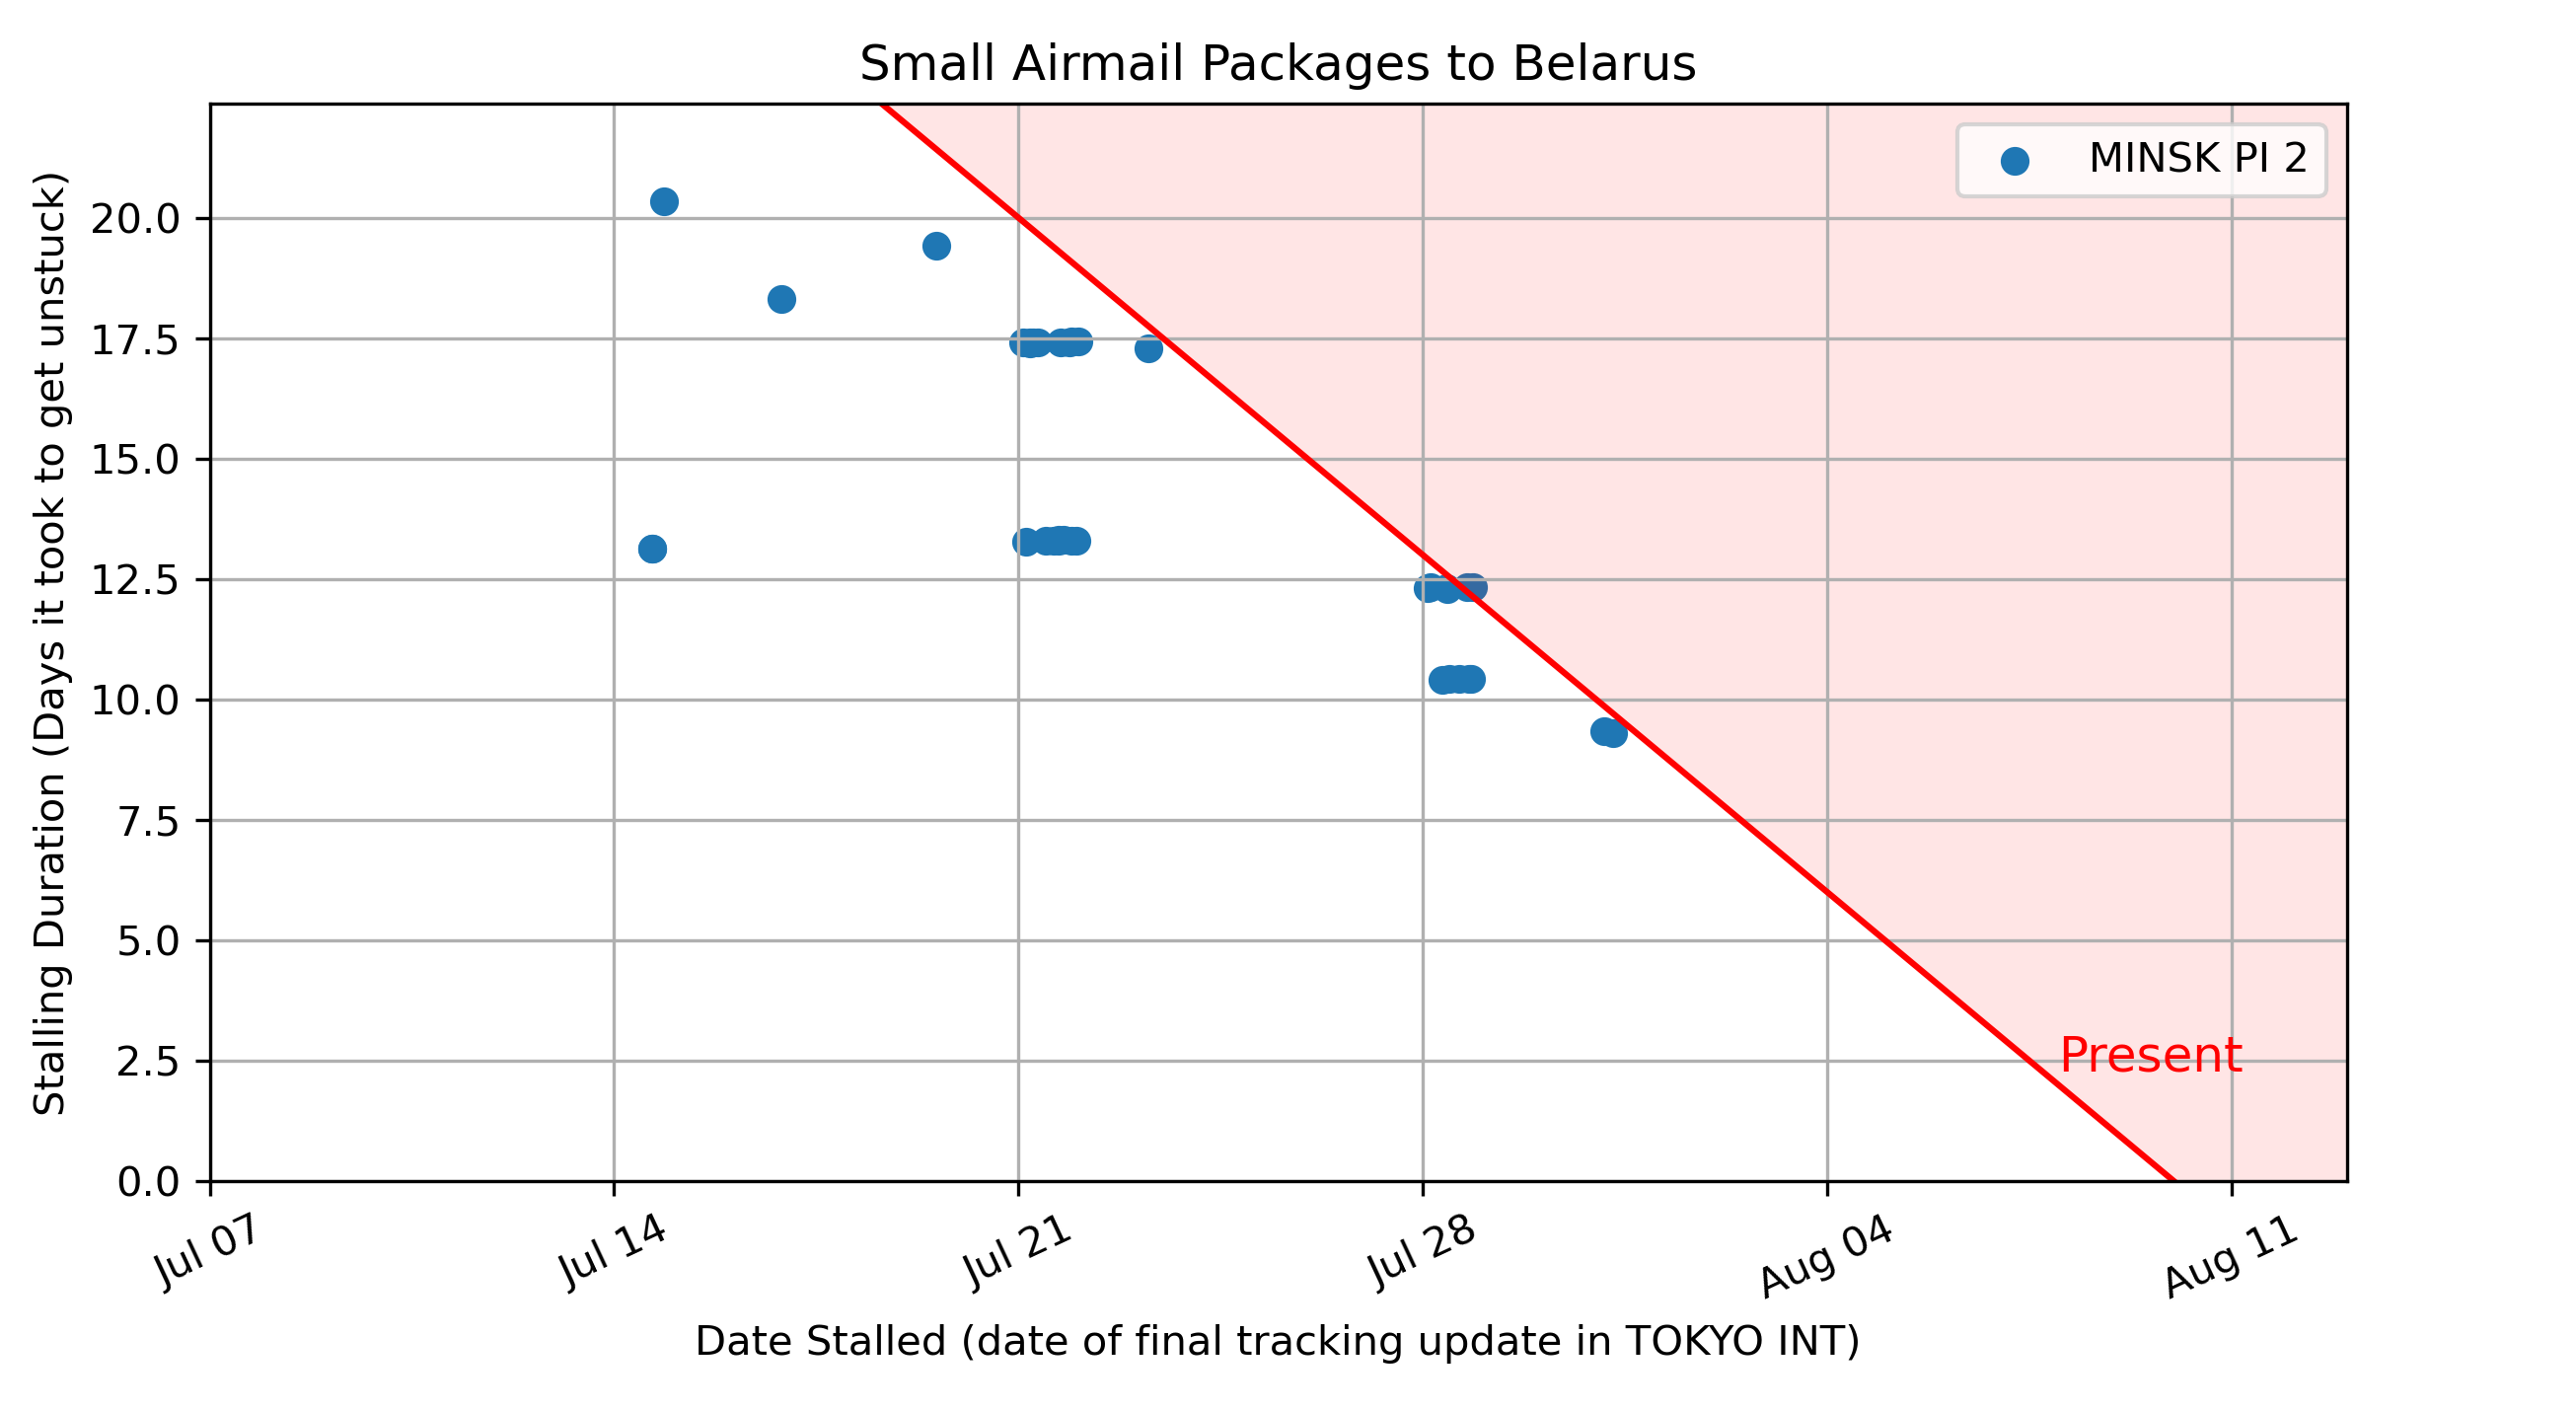 Small Airmail Packages to Belarus
MINSK PI 2
Stalling Duration (Days it took to get unstuck)
20.0
17.5
15.0
12.5
10.0
7.5
5.0
2.5
0.0
Present
Jul 07
Jul 14
Jul 21
Jul 28
Aug 04
Aug 11
Date Stalled (date of final tracking update in TOKYO INT)